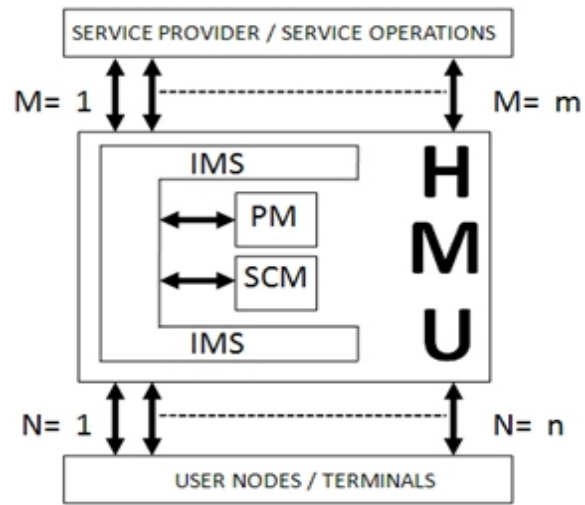 SERVICE PROVIDER / SERVICE OPERATIONS
M= 1
M= m
IMS
H
PM
M
SCM
U
IMS
N= 1
N= n
USER NODES / TERMINALS